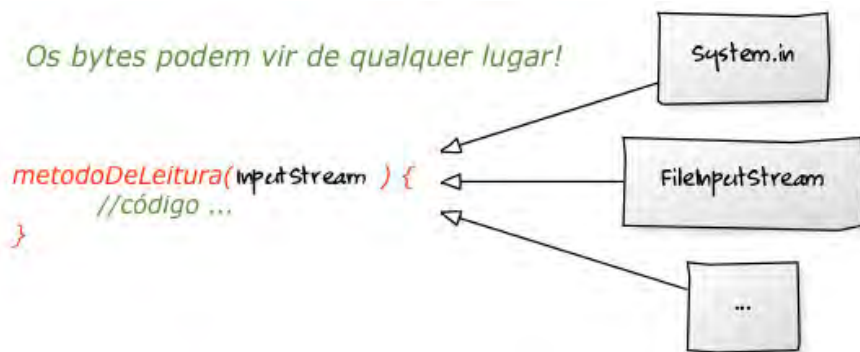 Os bytes podem vir de qualquer lugar!
System.in
metodoDeLeitura(InputStream ) {
FileInputStream
//código ...
}
...